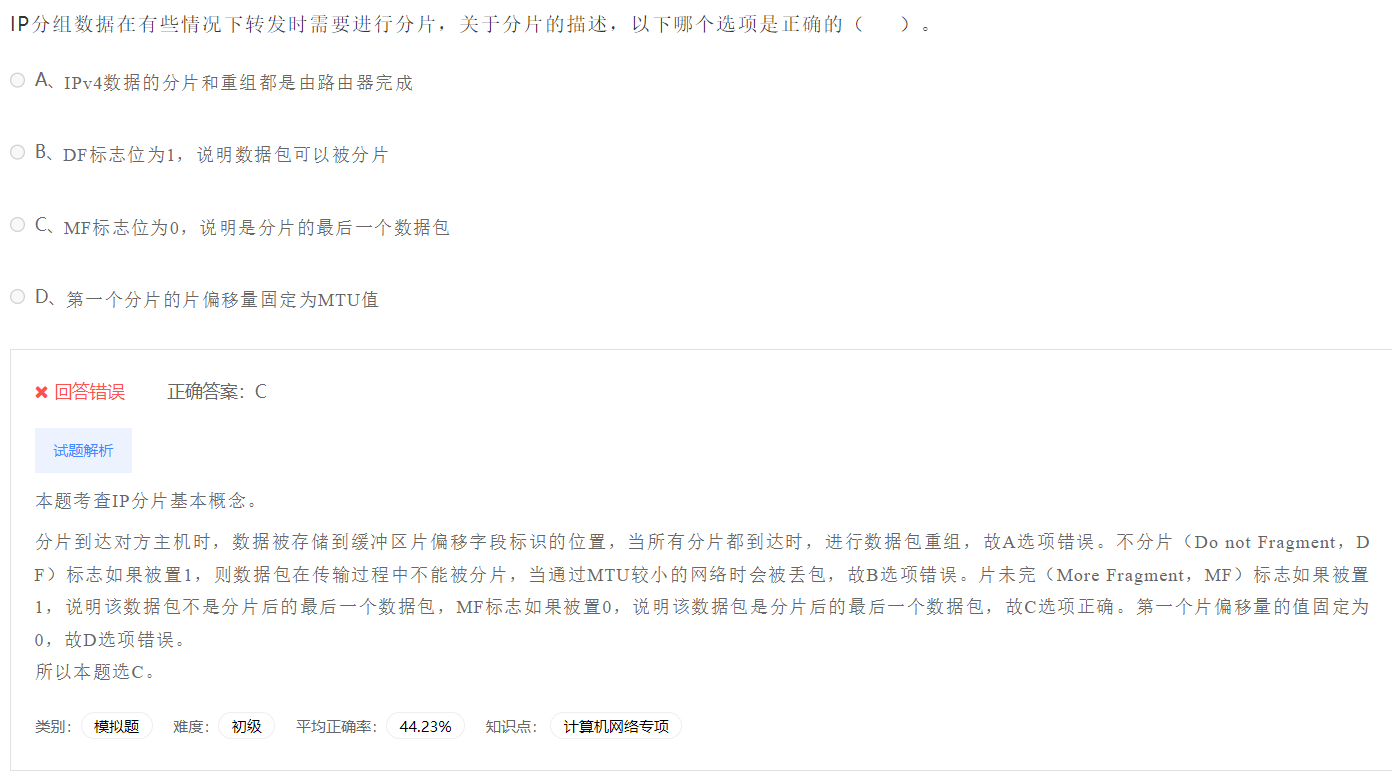 IP分组数据在有些情况下转发时需要进行分片，关于分片的描述，以下哪个选项是正确的（  ）。
A、IPv4数据的分片和重组都是由路由器完成
B、DF标志位为1，说明数据包可以被分片
C、MF标志位为0，说明是分片的最后一个数据包
D、第一个分片的片偏移量固定为MTU值
回答错误 正确答案：C
试题解析
本题考查IP分片基本概念。
分片到达对方主机时，数据被存储到缓冲区片偏移字段标识的位置，当所有分片都到达时，进行数据包重组，故A选项错误。不分片（Do not Fragment，D
F）标志如果被置1，则数据包在传输过程中不能被分片，当通过MTU较小的网络时会被丢包，故B选项错误。片未完（More Fragment，MF）标志如果被置
1，说明该数据包不是分片后的最后一个数据包，MF标志如果被置0，说明该数据包是分片后的最后一个数据包，故C选项正确。第一个片偏移量的值固定为
0，故D选项错误。
所以本题选C。
类别： 模拟题 难度： 初级 平均正确率： 44.23% 知识点： 计算机网络专项